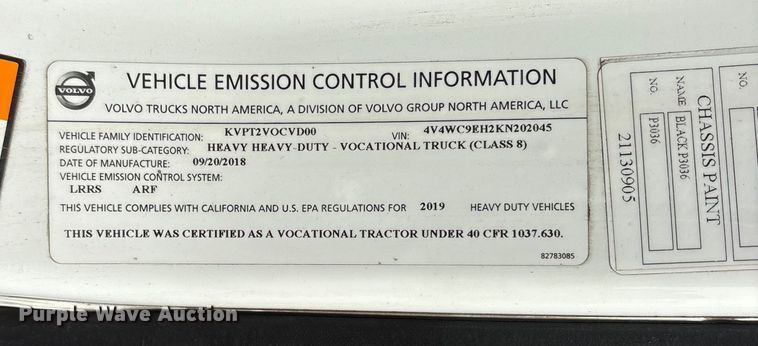 VOLVO
VEHICLE EMISSION CONTROL INFORMATION
VOLVO TRUCKS NORTH AMERICA, A DIVISION OF VOLVO GROUP NORTH AMERICA, LLC
VEHICLE FAMILY IDENTIFICATION: KVPT2VOCVD00 VIN: 4V4WC9EH2KN202045
REGULATORY SUB-CATEGORY: HEAVY HEAVY-DUTY - VOCATIONAL TRUCK (CLASS 8)
DATE OF MANUFACTURE: 09/20/2018
VEHICLE EMISSION CONTROL SYSTEM:
LRRS ARF
THIS VEHICLE COMPLIES WITH CALIFORNIA AND U.S. EPA REGULATIONS FOR 2019 HEAVY DUTY VEHICLES
THIS VEHICLE WAS CERTIFIED AS A VOCATIONAL TRACTOR UNDER 40 CFR 1037.630.
82783085
CHASSIS PAINT
NAME BLACK P3036
NO. P3036
21130905
NO.
Purple Wave Auction